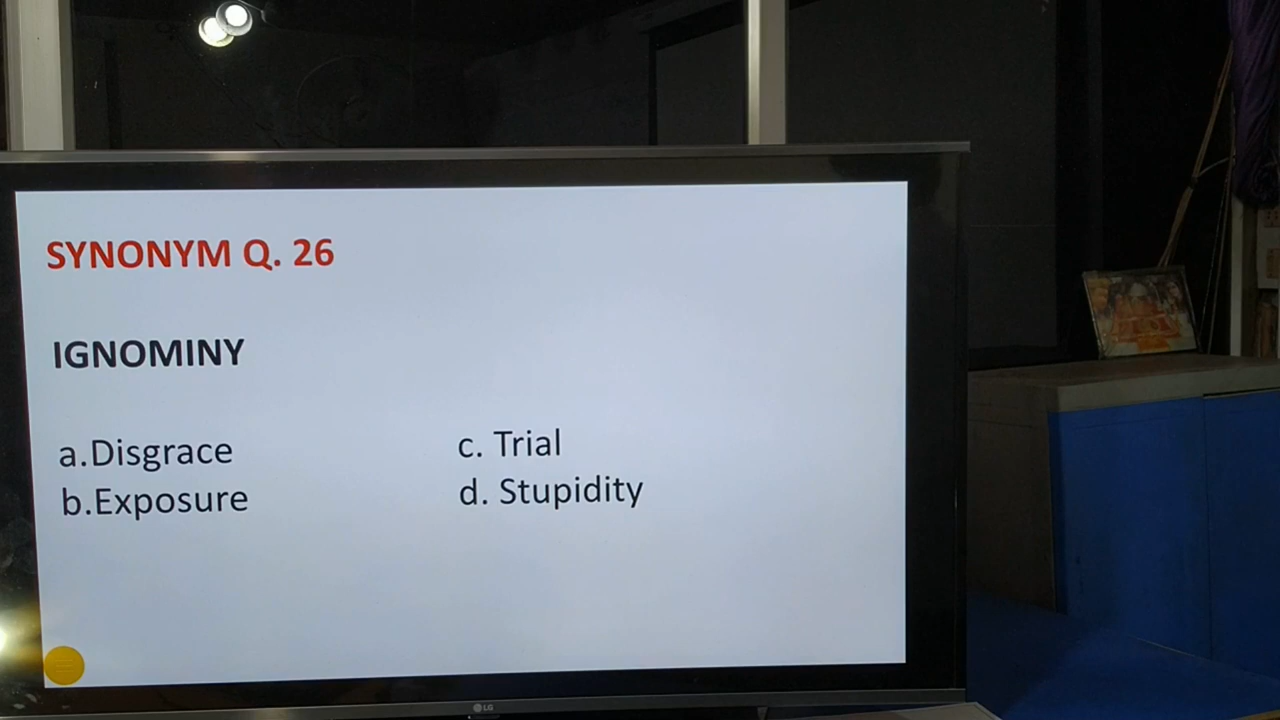 SYNONYM Q. 26
IGNOMINY
a.Disgrace
b.Exposure
c. Trial
d. Stupidity
LG